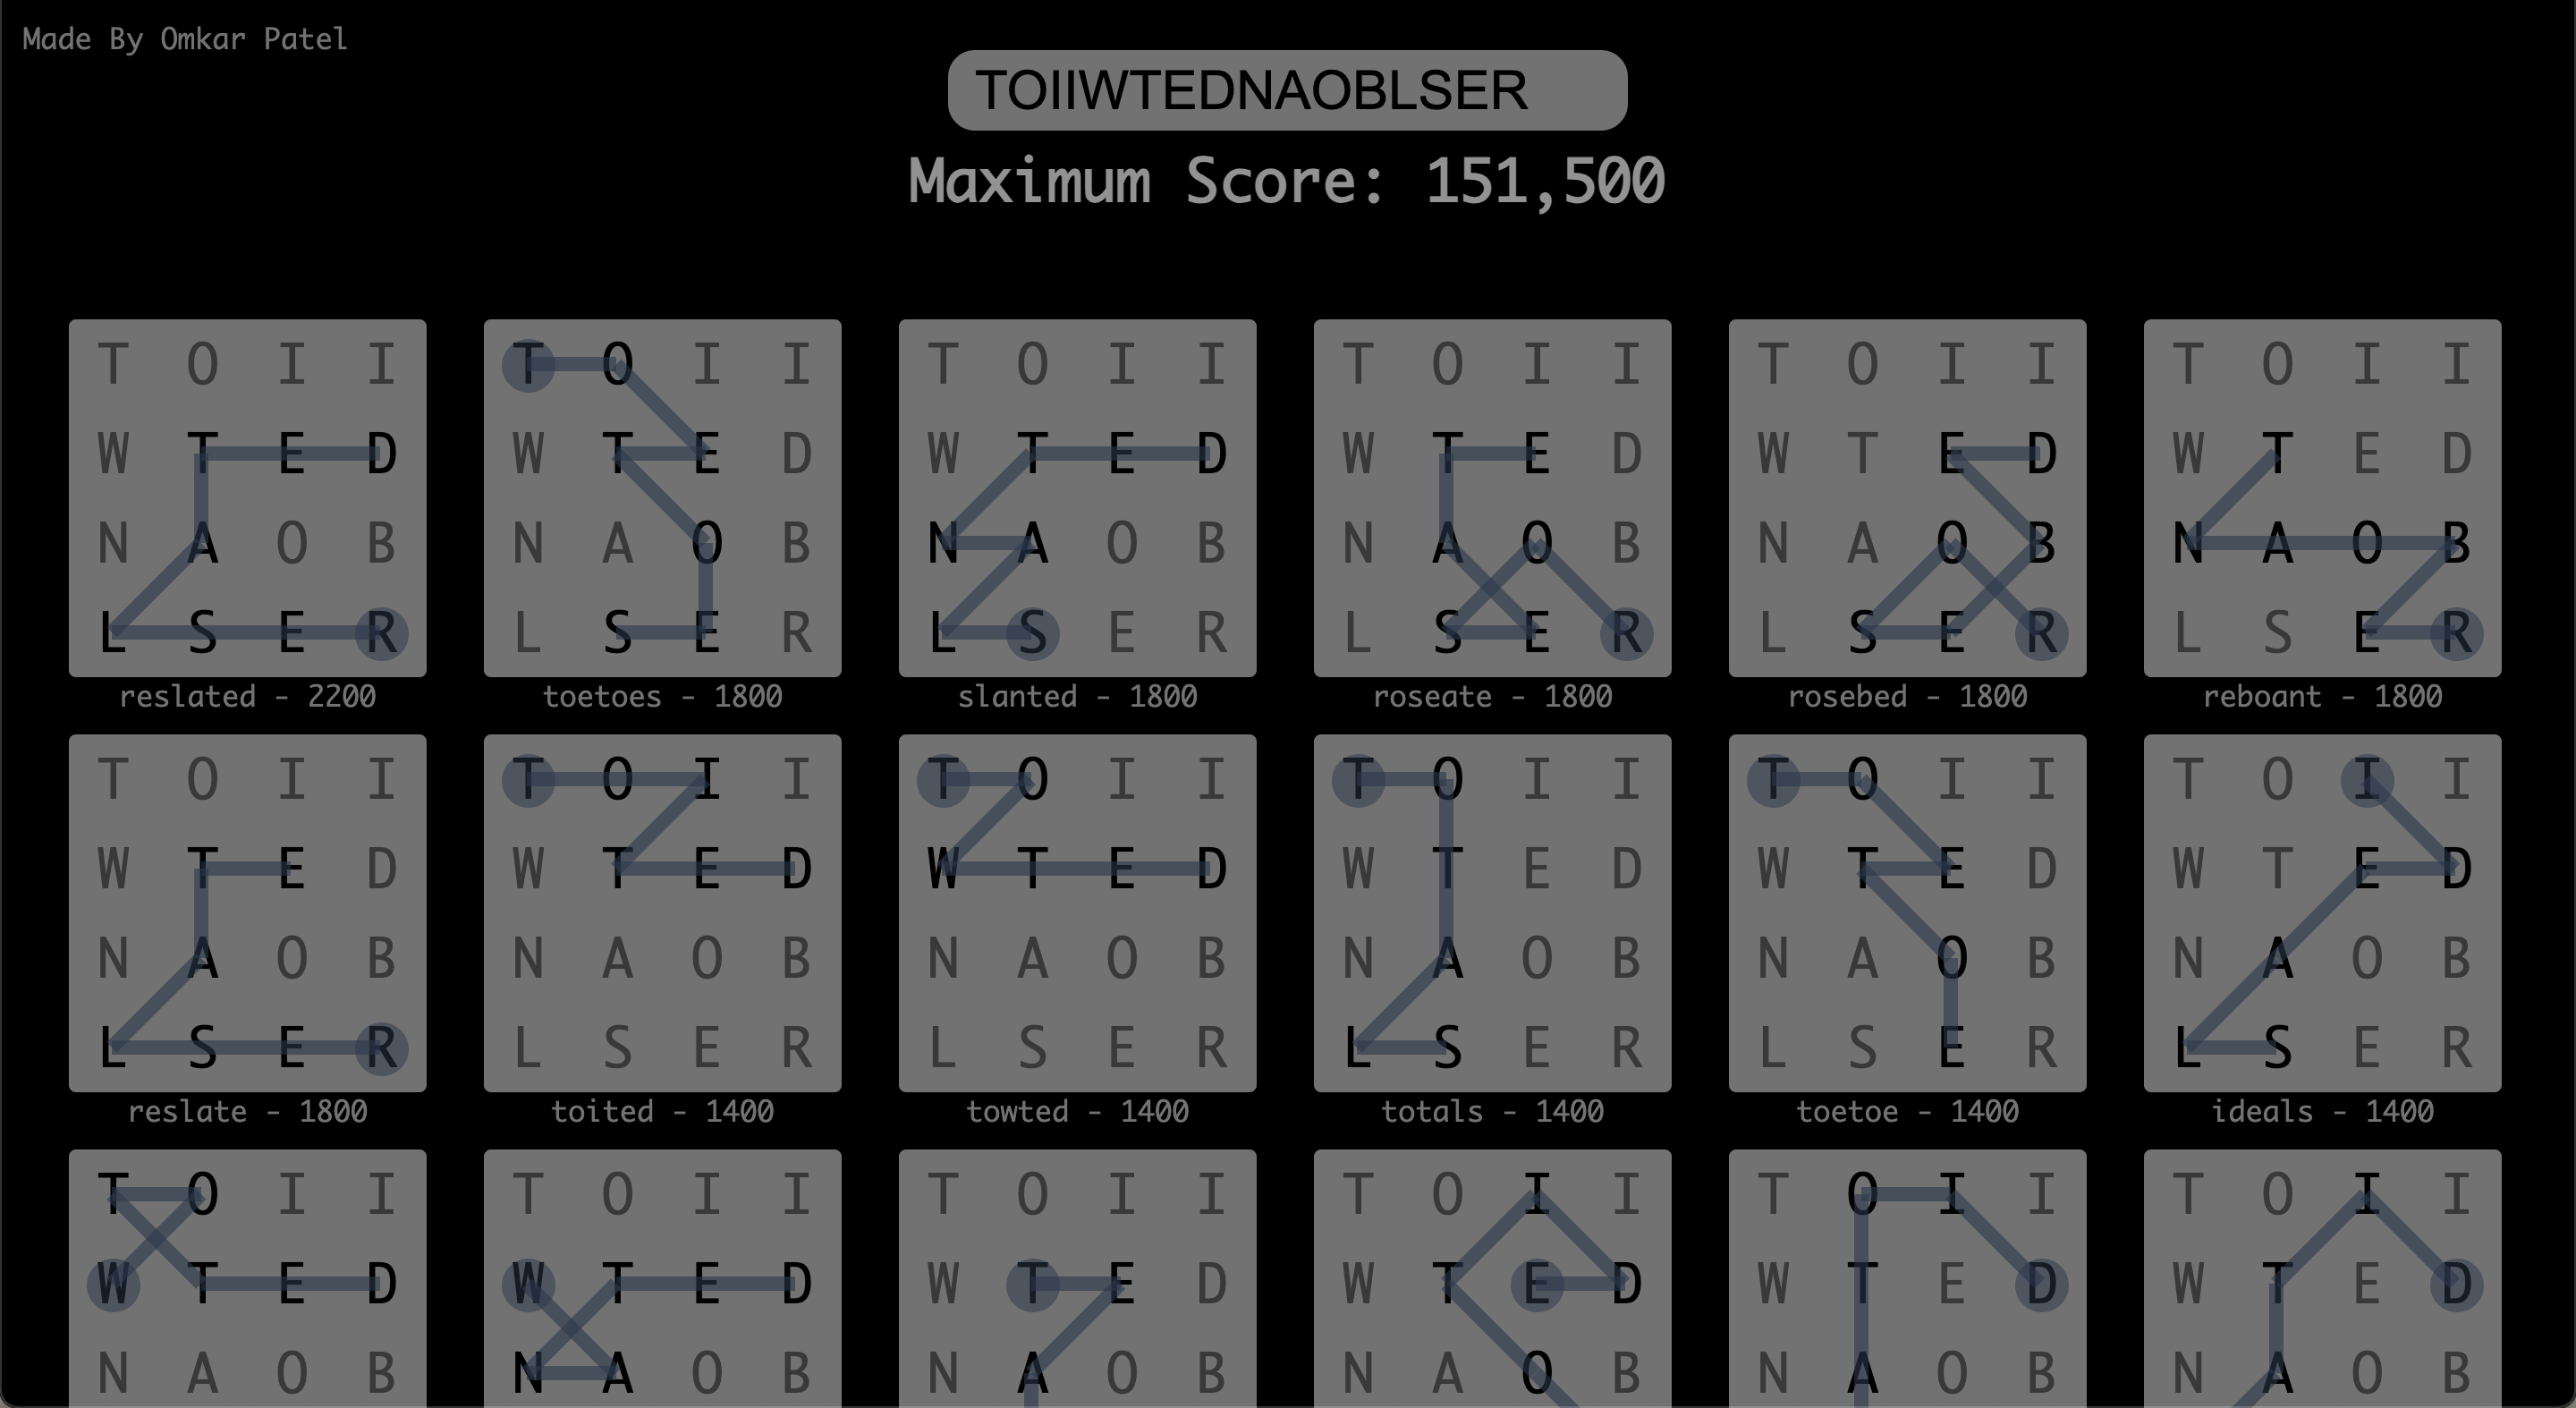 Made By Omkar Patel
TOIIWTEDNAOBLSER
Maximum Score: 151,500
T O I I T O I I T O I I T O I I T O I I T O I I
W T E D W T E D W T E D W T E D W T E D W T E D
N A O B N A O B N A O B N A O B N A O B N A O B
L S E R L S E R L S E R L S E R L S E R L S E R
reslated - 2200 toetoes - 1800 slanted - 1800 roseate - 1800 rosebed - 1800 reboant - 1800
T O I I T O I I T O I I T O I I T O I I T O I I
W T E D W T E D W T E D W T E D W T E D W T E D
N A O B N A O B N A O B N A O B N A O B N A O B
L S E R L S E R L S E R L S E R L S E R L S E R
reslate - 1800 toited - 1400 towted - 1400 totals - 1400 toetoe - 1400 ideals - 1400
T O I I T O I I T O I I T O I I T O I I T O I I
W T E D W T E D W T E D W T E D W T E D W T E D
N A O B N A O B N A O B N A O B N A O B N A O B